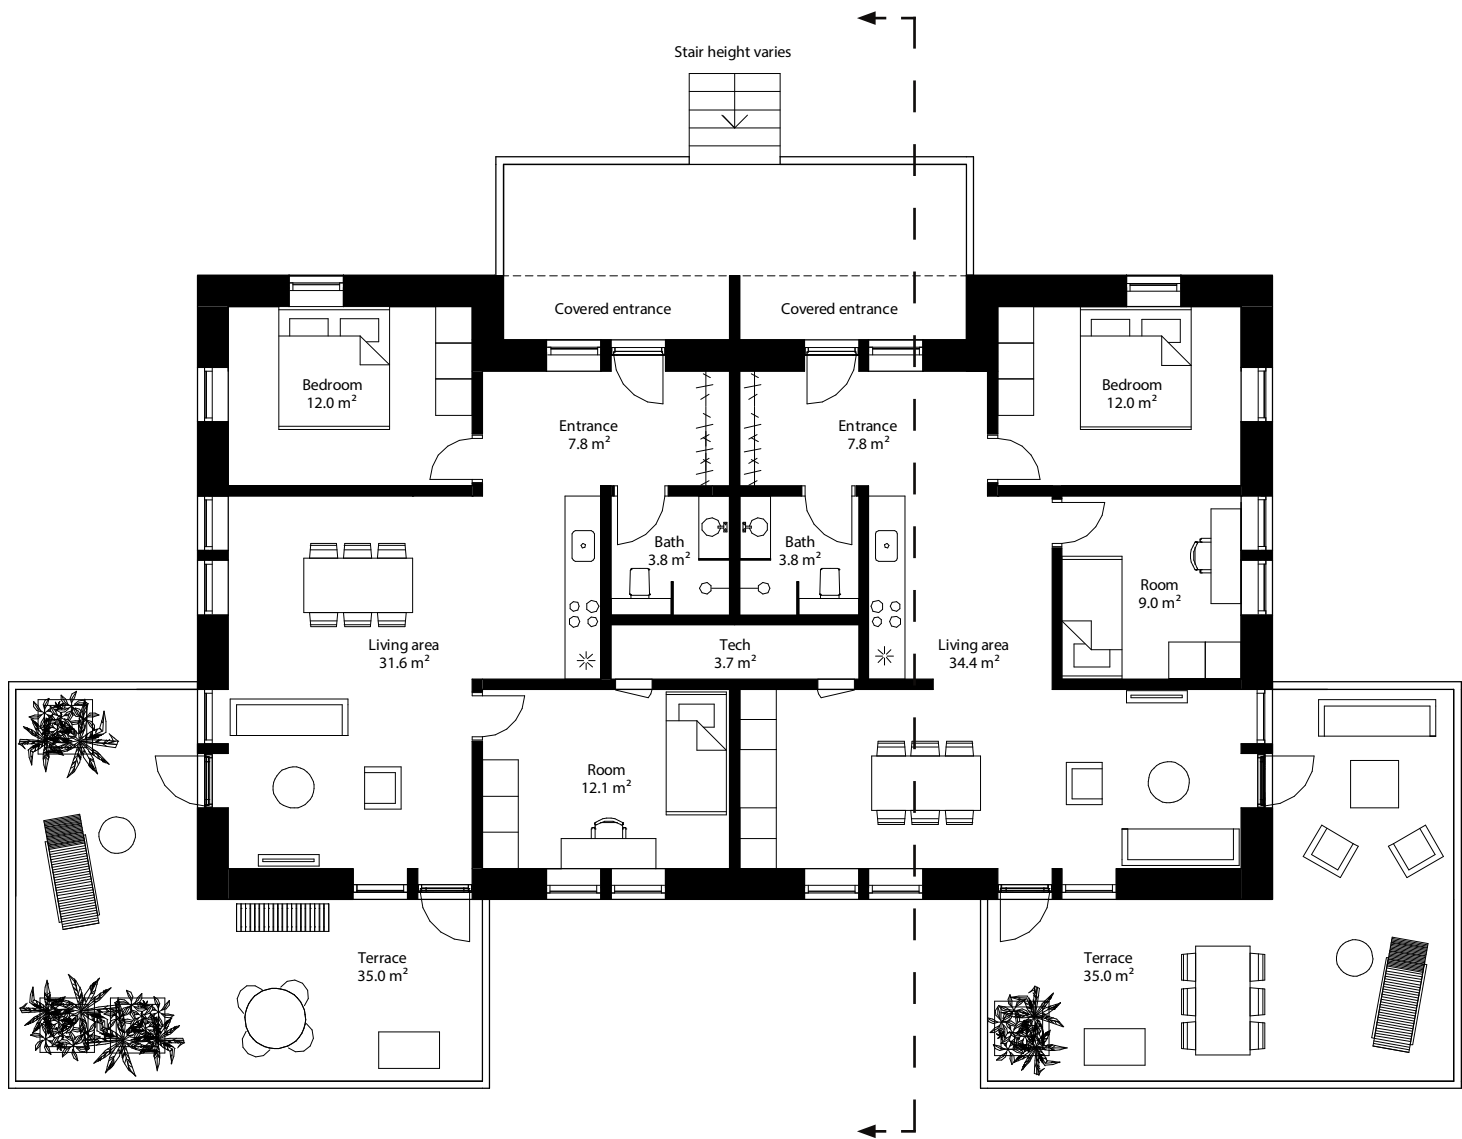 Stair height varies
Covered entrance
Covered entrance
Bedroom
12.0 m²
Bedroom
12.0 m²
Entrance
7.8 m²
Entrance
7.8 m²
Bath
3.8 m²
Bath
3.8 m²
Room
9.0 m²
Living area
31.6 m²
Tech
3.7 m²
Living area
34.4 m²
Room
12.1 m²
Terrace
35.0 m²
Terrace
35.0 m²